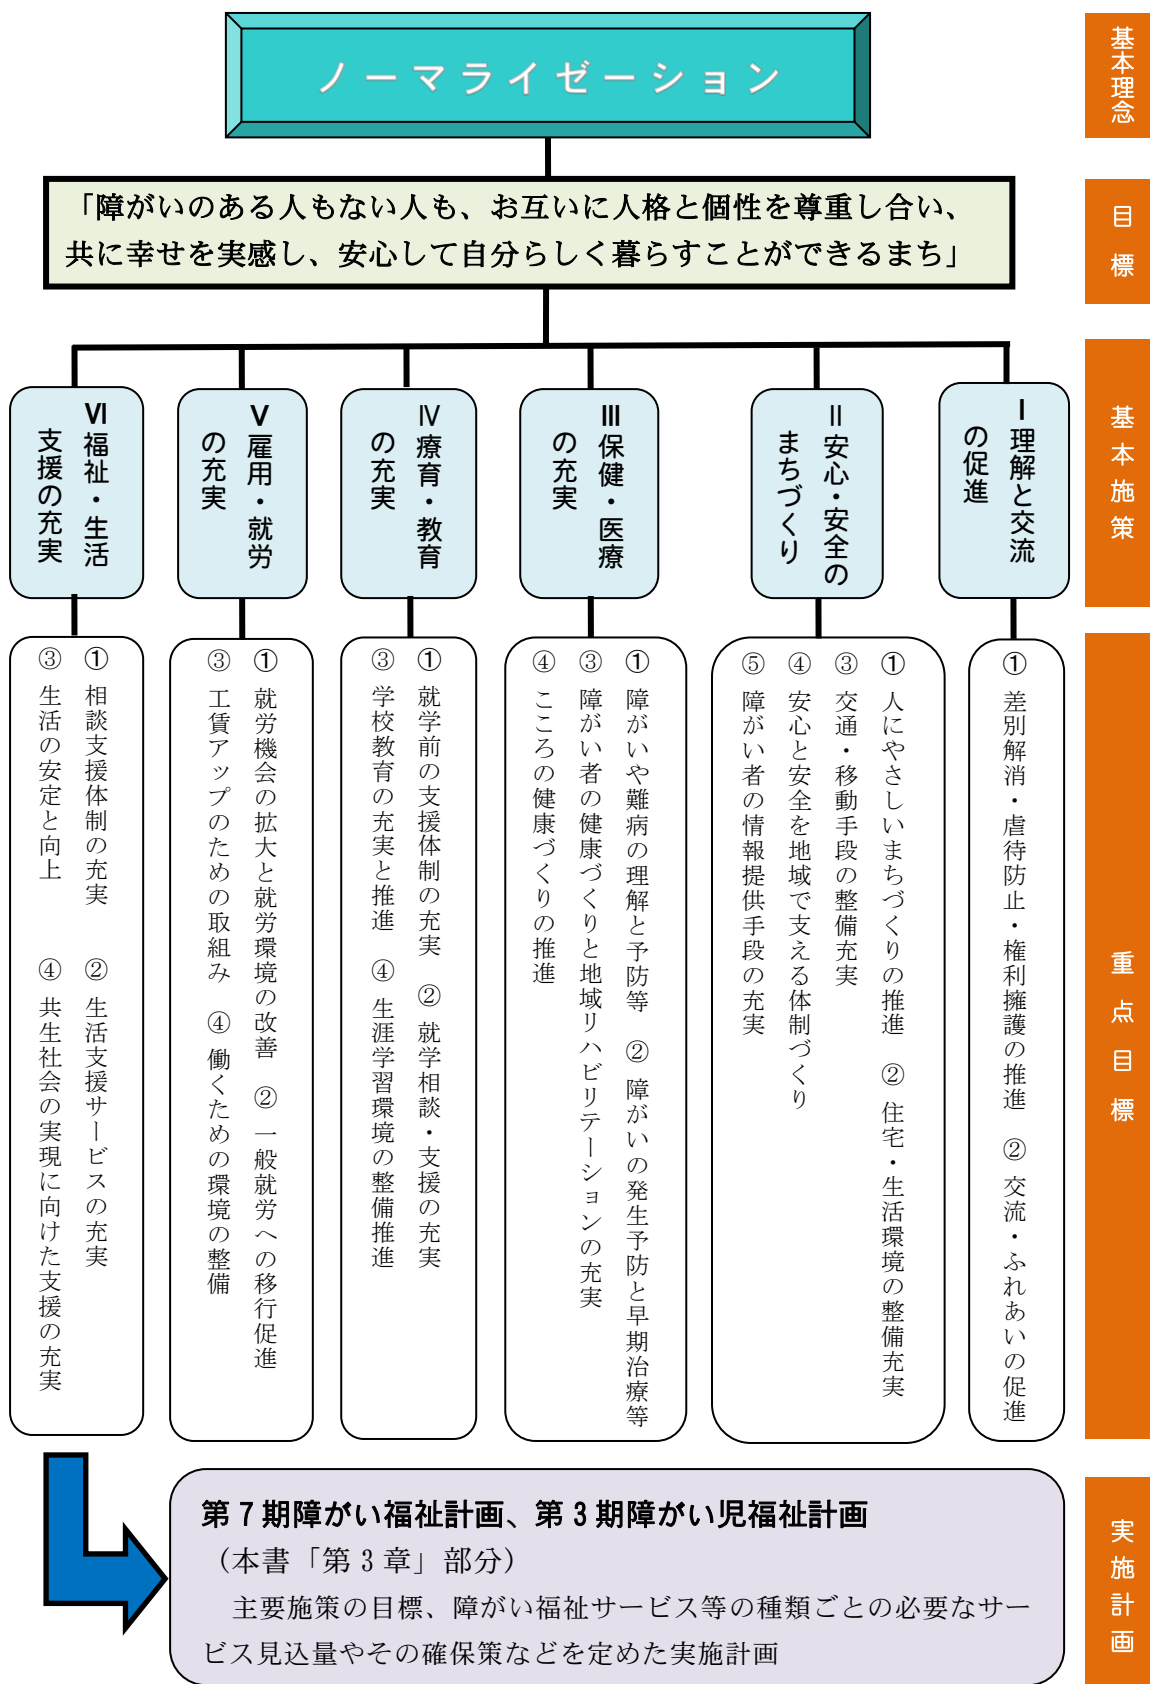 ノーマライゼーション
基本理念
「障がいのある人もない人も、お互いに人格と個性を尊重し合い、
共に幸せを実感し、安心して自分らしく暮らすことができるまち」
目標
基本施策
Ⅰ理解と交流
の促進
Ⅱ安心・安全の
まちづくり
Ⅲ保健・医療
の充実
Ⅳ療育・教育
の充実
Ⅴ雇用・就労
の充実
Ⅵ福祉・生活
支援の充実
重点目標
① 差別解消・虐待防止・権利擁護の推進 ② 交流・ふれあいの促進
① 人にやさしいまちづくりの推進 ② 住宅・生活環境の整備充実
③ 交通・移動手段の整備充実
④ 安心と安全を地域で支える体制づくり
⑤ 障がい者の情報提供手段の充実
① 障がいや難病の理解と予防等 ② 障がいの発生予防と早期治療等
③ 障がい者の健康づくりと地域リハビリテーションの充実
④ こころの健康づくりの推進
① 就学前の支援体制の充実 ② 就学相談・支援の充実
③ 学校教育の充実と推進 ④ 生涯学習環境の整備推進
① 就労機会の拡大と就労環境の改善 ② 一般就労への移行促進
③ 工賃アップのための取組み ④ 働くための環境の整備
① 相談支援体制の充実 ② 生活支援サービスの充実
③ 生活の安定と向上 ④ 共生社会の実現に向けた支援の充実
実施計画
第7期障がい福祉計画、第3期障がい児福祉計画
（本書「第3章」部分）
主要施策の目標、障がい福祉サービス等の種類ごとの必要なサー
ビス見込量やその確保策などを定めた実施計画